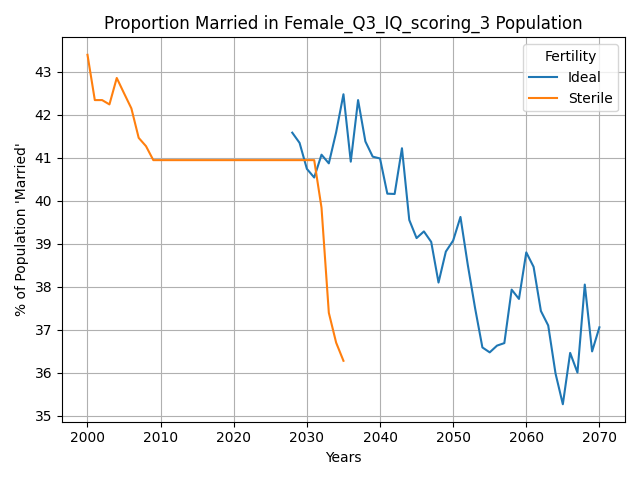 Proportion Married in Female_Q3_IQ_scoring_3 Population
% of Population 'Married'
43
42
41
40
39
38
37
36
35
Fertility
Ideal
Sterile
2000 2010 2020 2030 2040 2050 2060 2070
Years